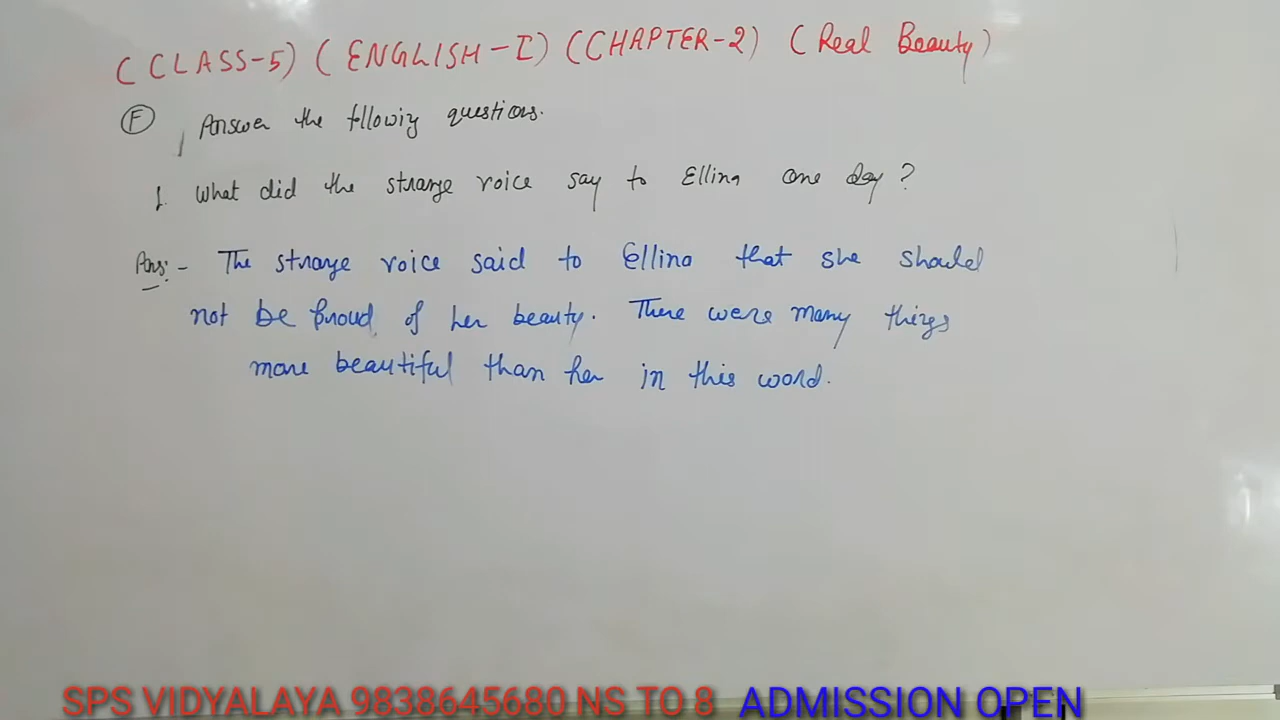 (CLASS-5) (ENGLISH-I) (CHAPTER-2) (Real Beauty)
(F) Answer the following questions.
1. What did the strange voice say to Ellina one day?
Ans:- The strange voice said to Ellina that she should
not be proud of her beauty. There were many things
more beautiful than her in this word.
SPS VIDYALAYA 9838645680 NS TO 8 ADMISSION OPEN